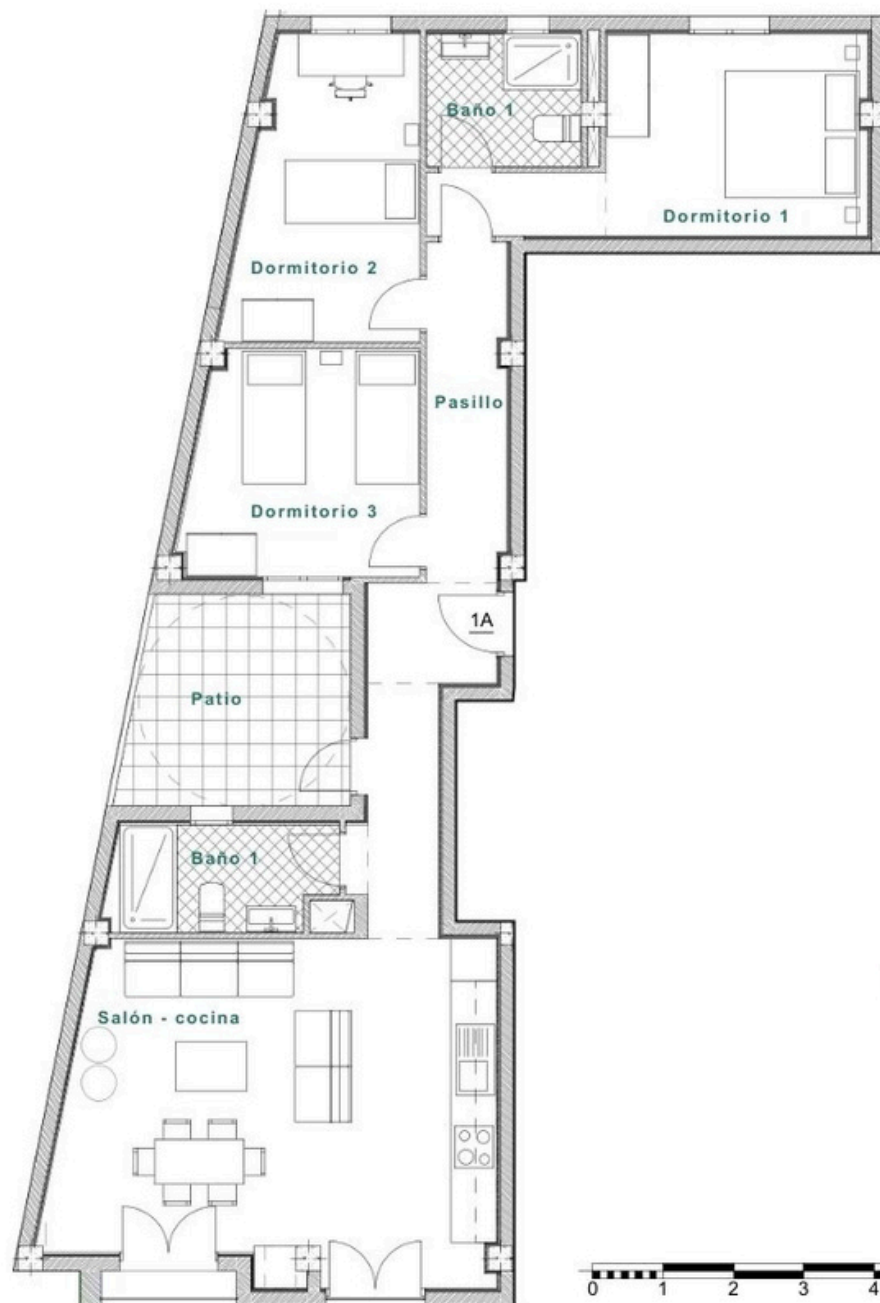 Baño 1
Dormitorio 1
Dormitorio 2
Pasillo
Dormitorio 3
1A
Patio
Baño 1
Salón - cocina
0 1 2 3 4